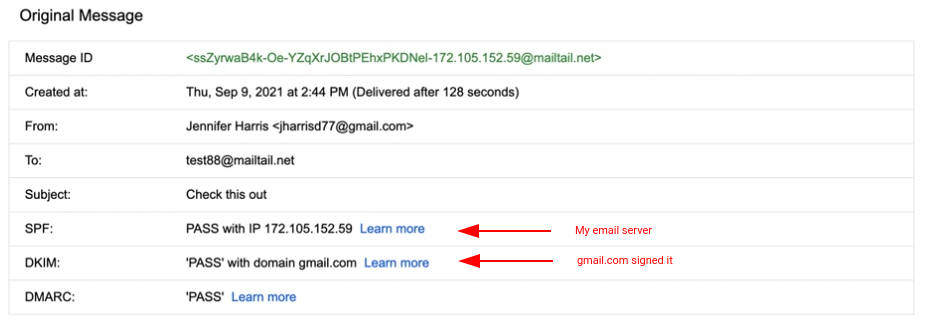 Original Message
Message ID <ssZyrwaB4k-Oe-YZqXrJOBtPEhxPKDNel-172.105.152.59@mailtail.net>
Created at: Thu, Sep 9, 2021 at 2:44 PM (Delivered after 128 seconds)
From: Jennifer Harris <jharrisd77@gmail.com>
To: test88@mailtail.net
Subject: Check this out
SPF: PASS with IP 172.105.152.59 Learn more My email server
DKIM: 'PASS' with domain gmail.com Learn more gmail.com signed it
DMARC: 'PASS' Learn more